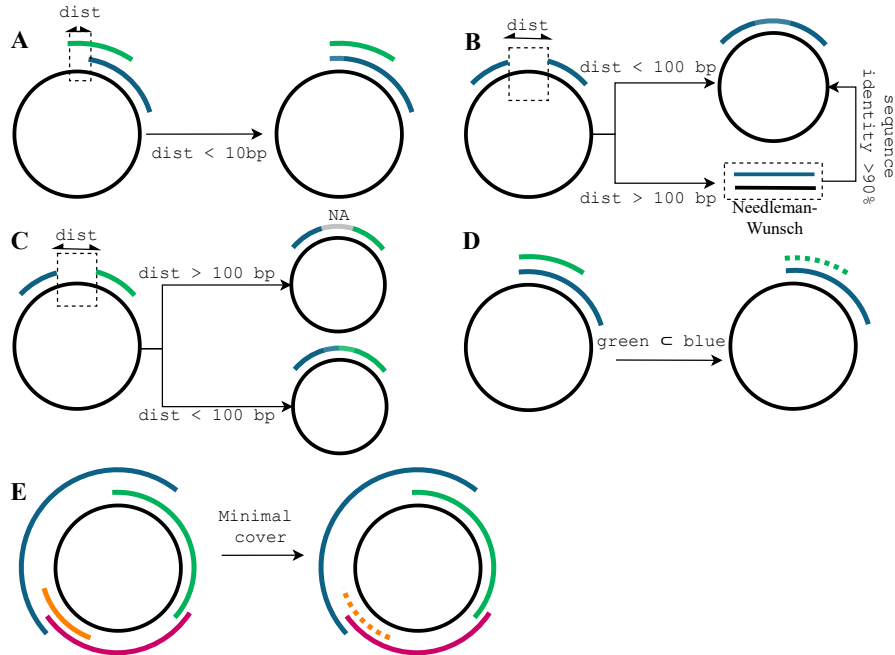 A
dist
dist < 10bp
B
dist
dist < 100 bp
dist > 100 bp
sequence
identity >90%
Needleman-
Wunsch
C
dist
NA
dist > 100 bp
dist < 100 bp
D
green ⊂ blue
E
Minimal
cover